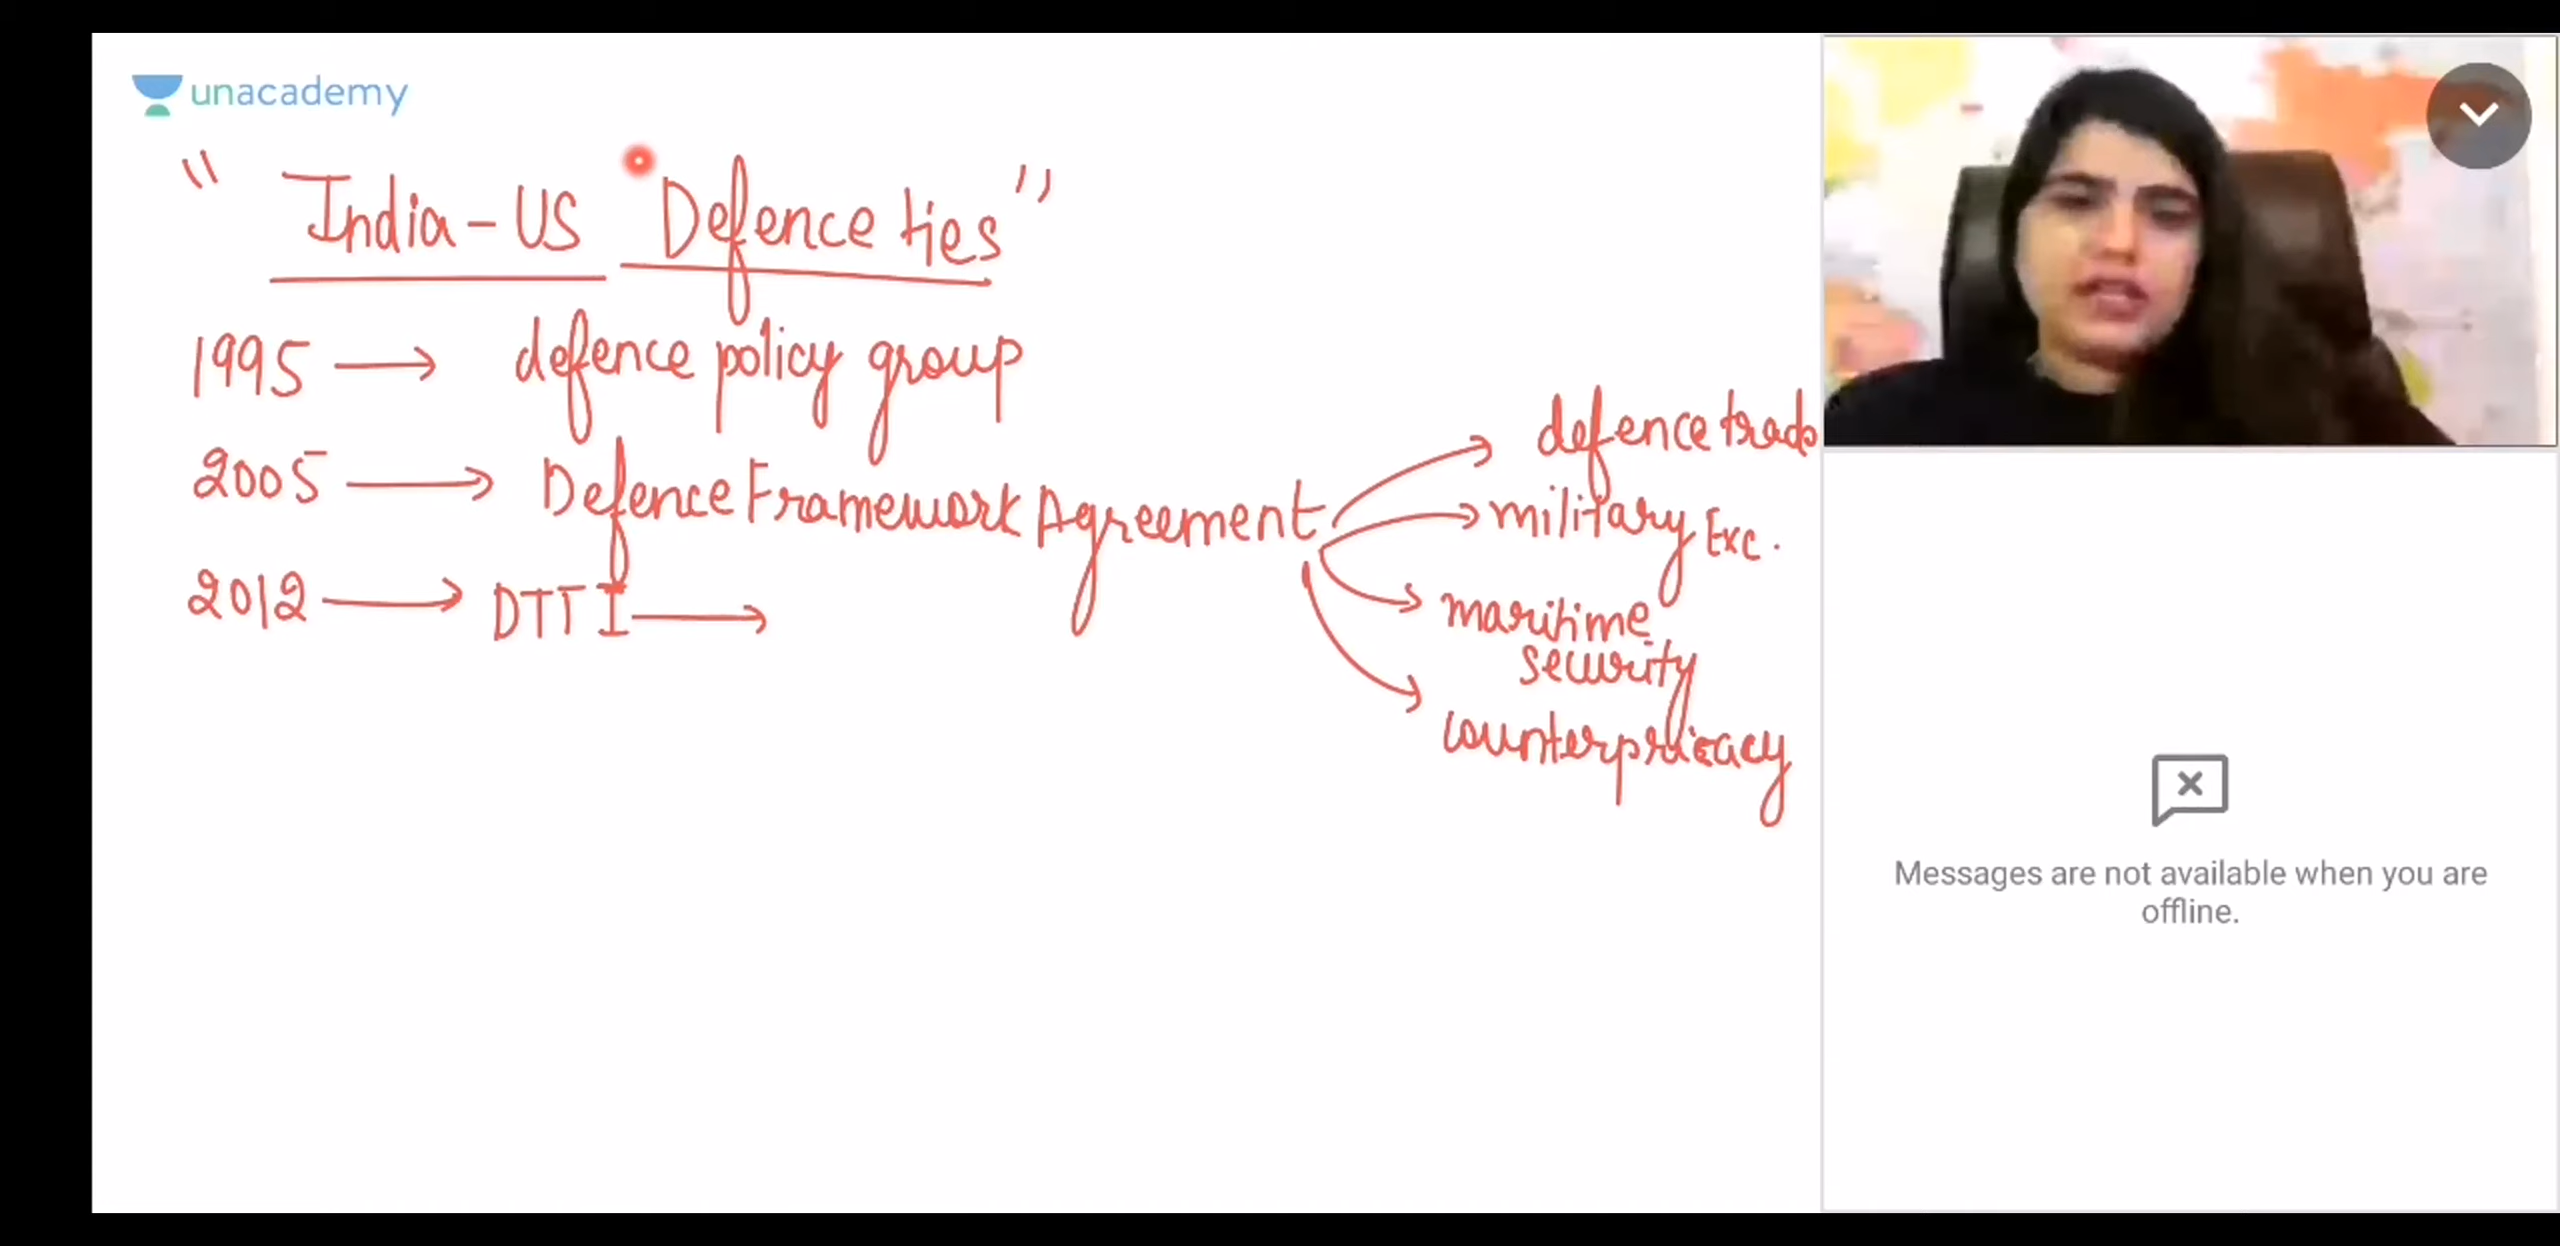 unacademy
" India-US Defence ties "
1995 → defence policy group
2005 → Defence Framework Agreement
→ defence trade
→ military Exc.
→ maritime
security
→
2012 → DTTI →
Messages are not available when you are
offline.